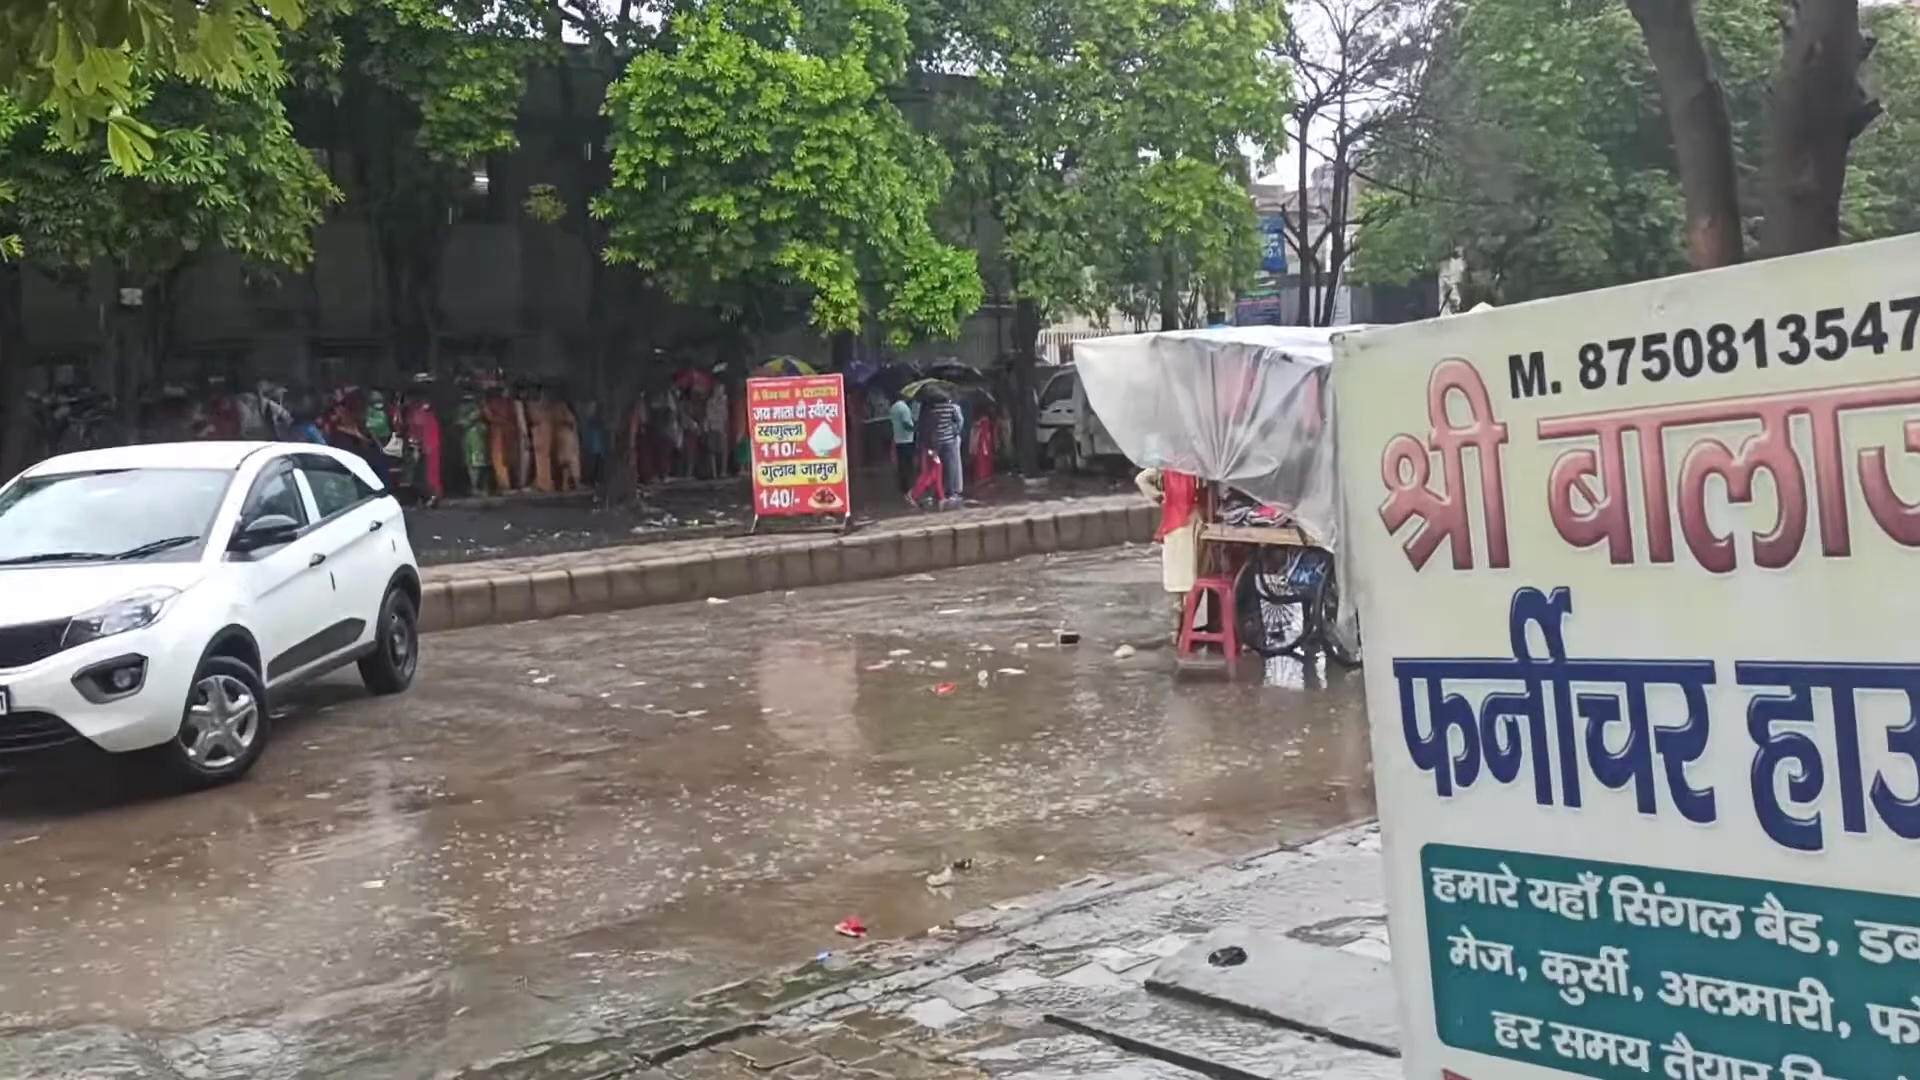 जय माता दी स्वीट्स
रसगुल्ला
110/-
गुलाब जामुन
140/-
M. 8750813547
श्री
फर्नीचर
हमारे यहाँ सिंगल बैड,
मेज, कुर्सी, अलमारी,
हर समय तैयार